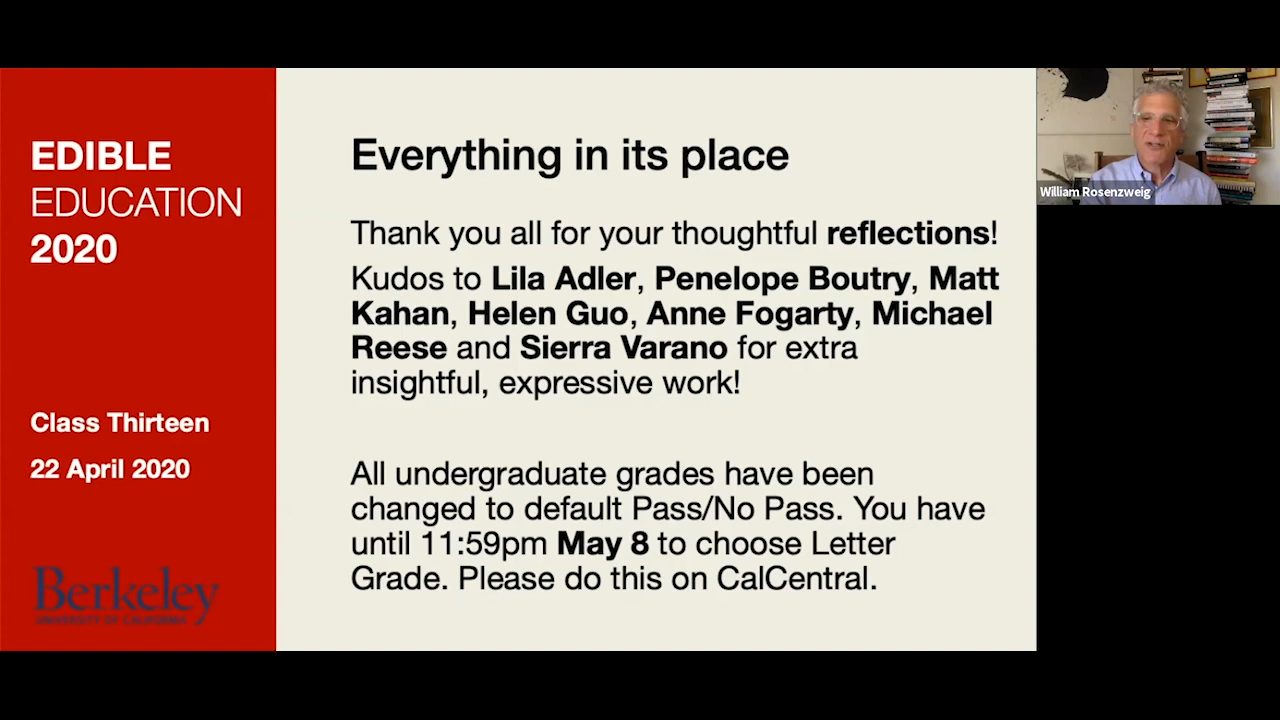 EDIBLE
EDUCATION
2020
Class Thirteen
22 April 2020
Berkeley
UNIVERSITY OF CALIFORNIA
Everything in its place
Thank you all for your thoughtful reflections!
Kudos to Lila Adler, Penelope Boutry, Matt
Kahan, Helen Guo, Anne Fogarty, Michael
Reese and Sierra Varano for extra
insightful, expressive work!
All undergraduate grades have been
changed to default Pass/No Pass. You have
until 11:59pm May 8 to choose Letter
Grade. Please do this on CalCentral.
William Rosenzweig